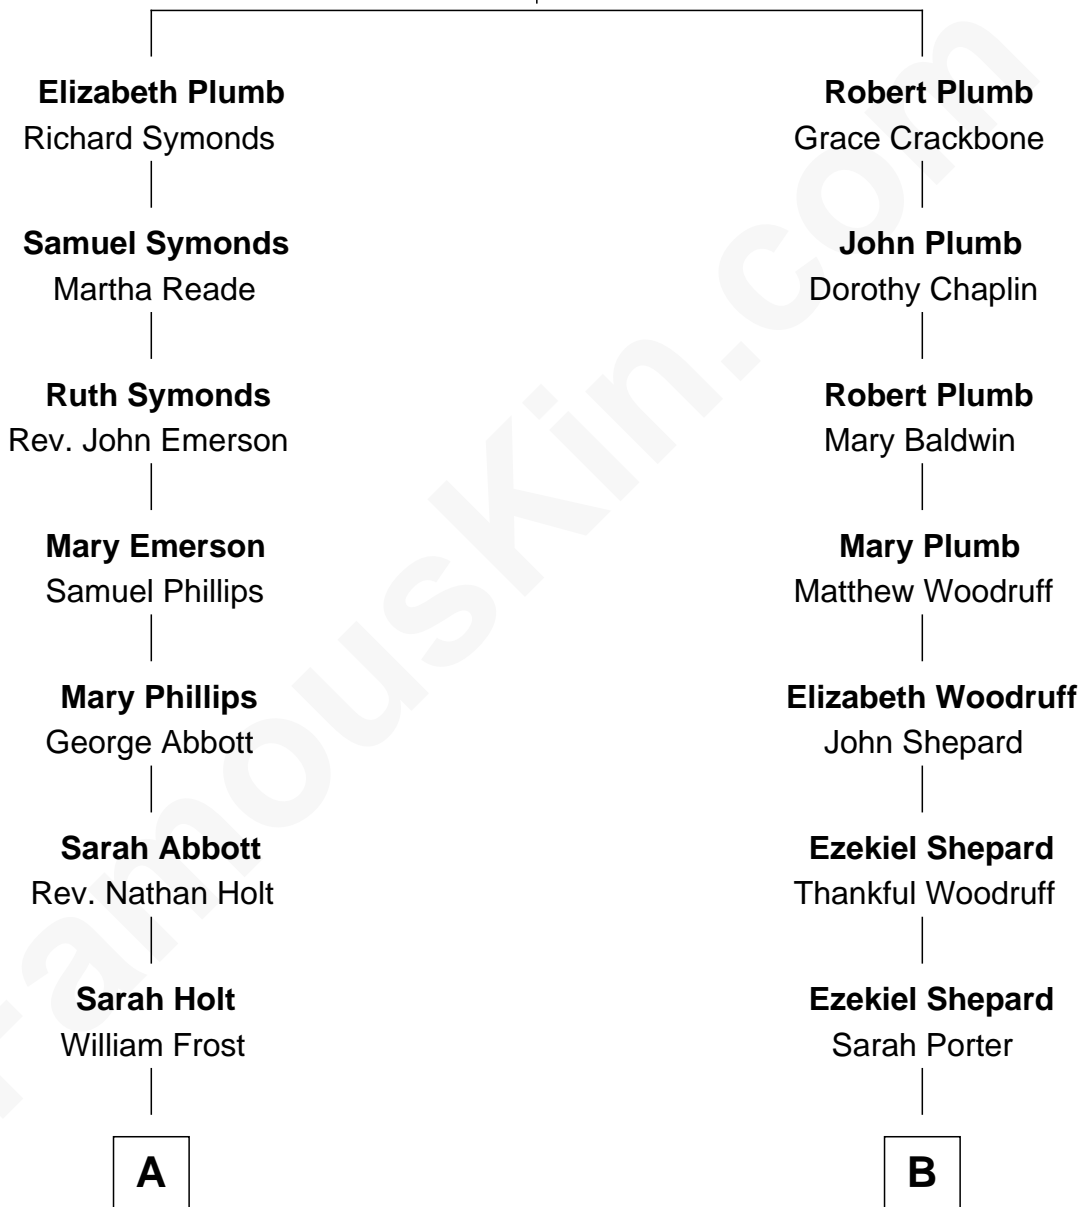 Elizabeth Plumb
Richard Symonds
Samuel Symonds
Martha Reade
Ruth Symonds
Rev. John Emerson
Mary Emerson
Samuel Phillips
Mary Phillips
George Abbott
Sarah Abbott
Rev. Nathan Holt
Sarah Holt
William Frost
A
Robert Plumb
Grace Crackbone
John Plumb
Dorothy Chaplin
Robert Plumb
Mary Baldwin
Mary Plumb
Matthew Woodruff
Elizabeth Woodruff
John Shepard
Ezekiel Shepard
Thankful Woodruff
Ezekiel Shepard
Sarah Porter
B
FamousKin.com